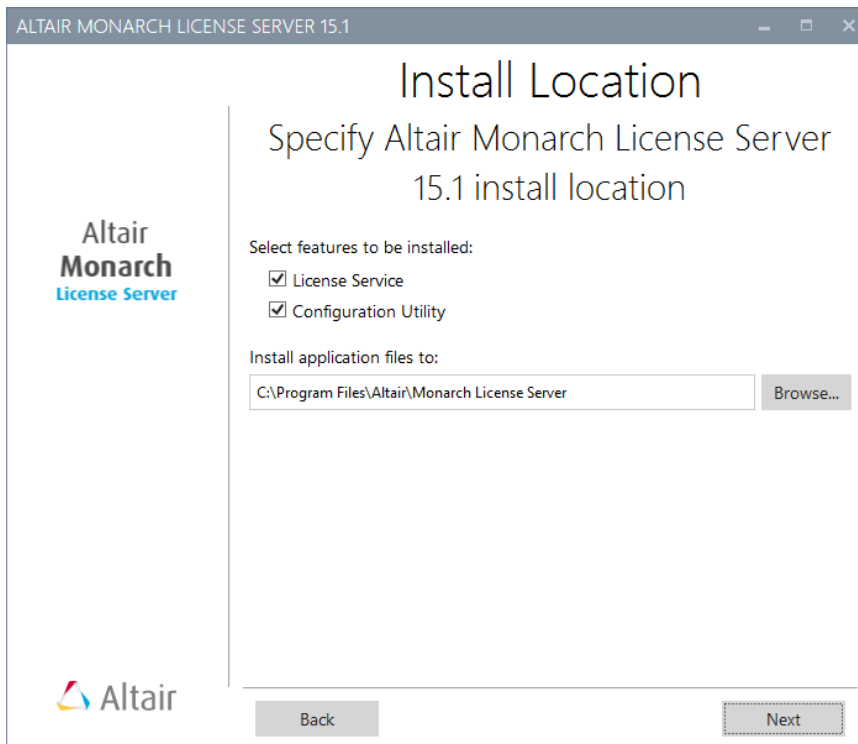 ALTAIR MONARCH LICENSE SERVER 15.1
Install Location
Specify Altair Monarch License Server
15.1 install location
Altair
Monarch
License Server
Select features to be installed:
License Service
Configuration Utility
Install application files to:
C:\Program Files\Altair\Monarch License Server
Browse...
Altair
Back
Next